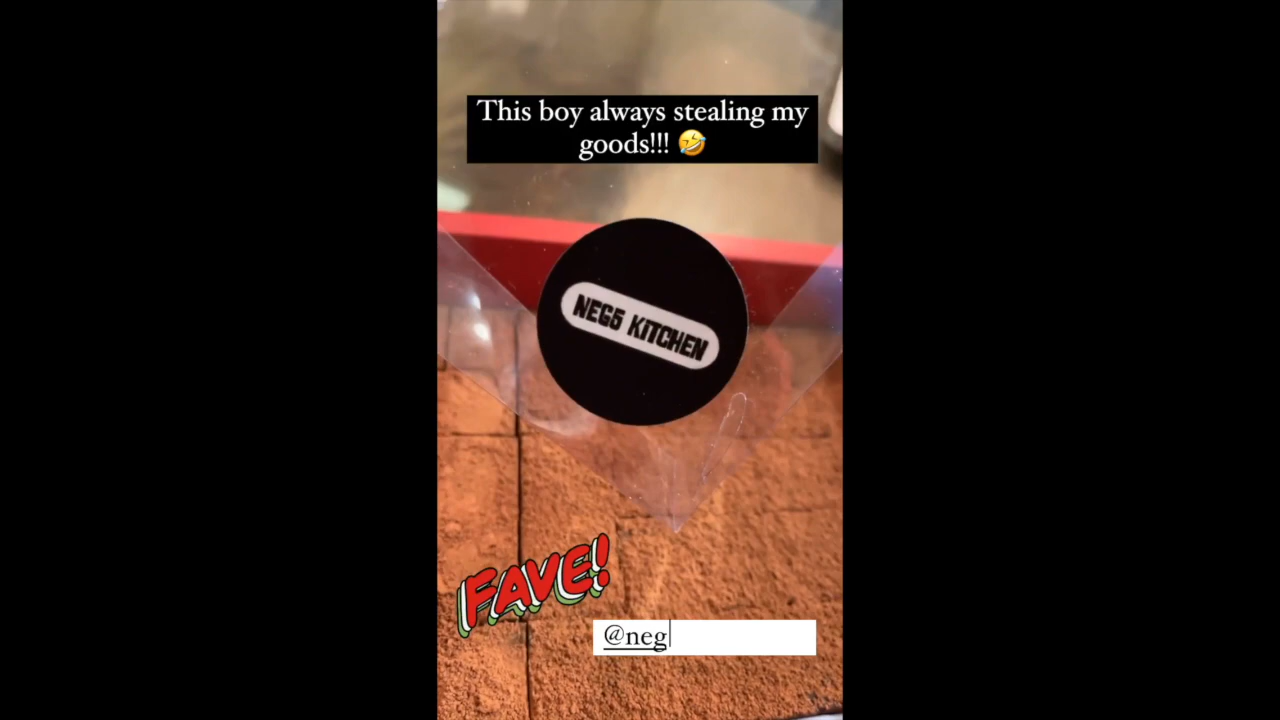 This boy always stealing my
goods!!! 🤣
NEG5 KITCHEN
FAVE!
@neg